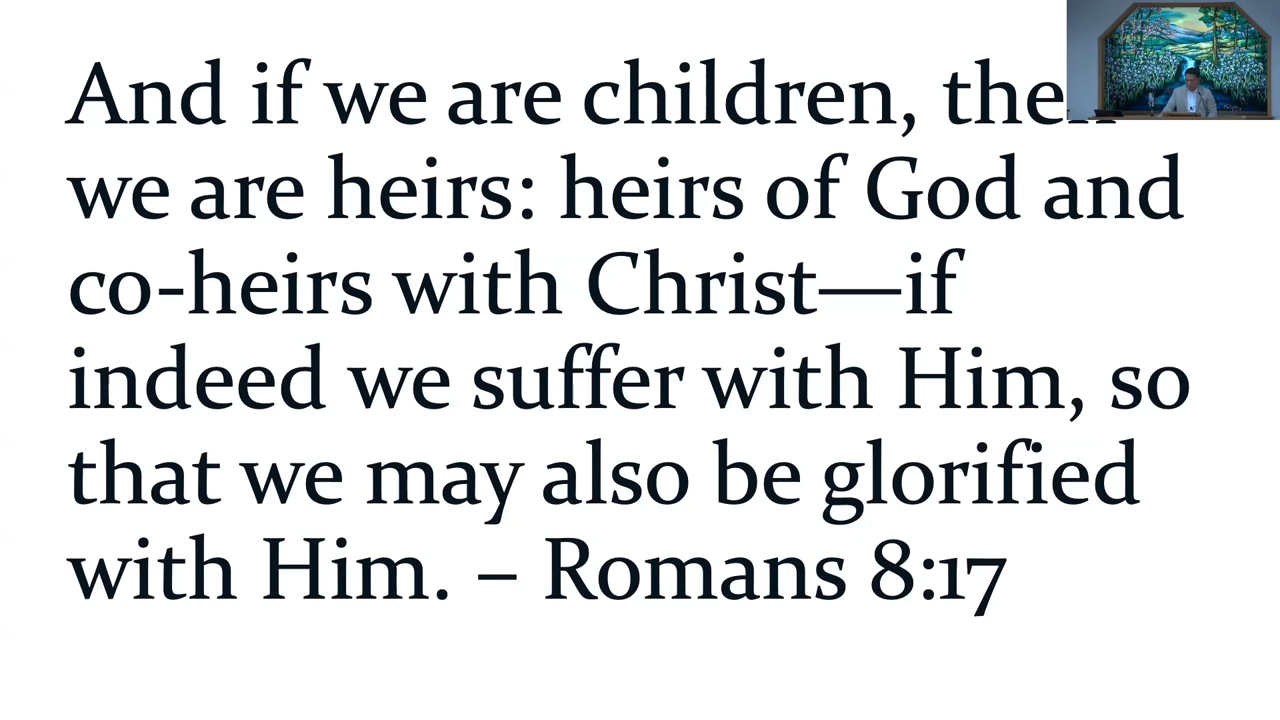 And if we are children, then
we are heirs: heirs of God and
co-heirs with Christ—if
indeed we suffer with Him, so
that we may also be glorified
with Him. – Romans 8:17